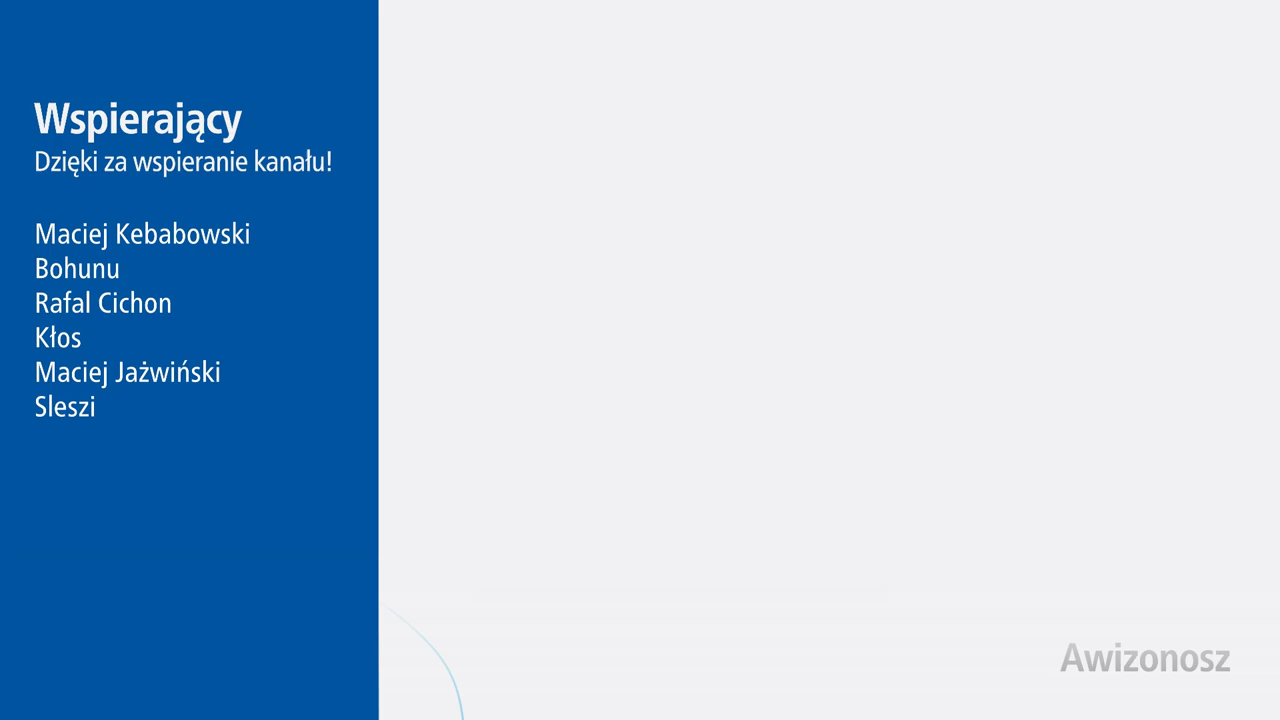 Wspierający
Dzięki za wspieranie kanału!
Maciej Kebabowski
Bohunu
Rafal Cichon
Kłos
Maciej Jażwiński
Sleszi
Awizonosz